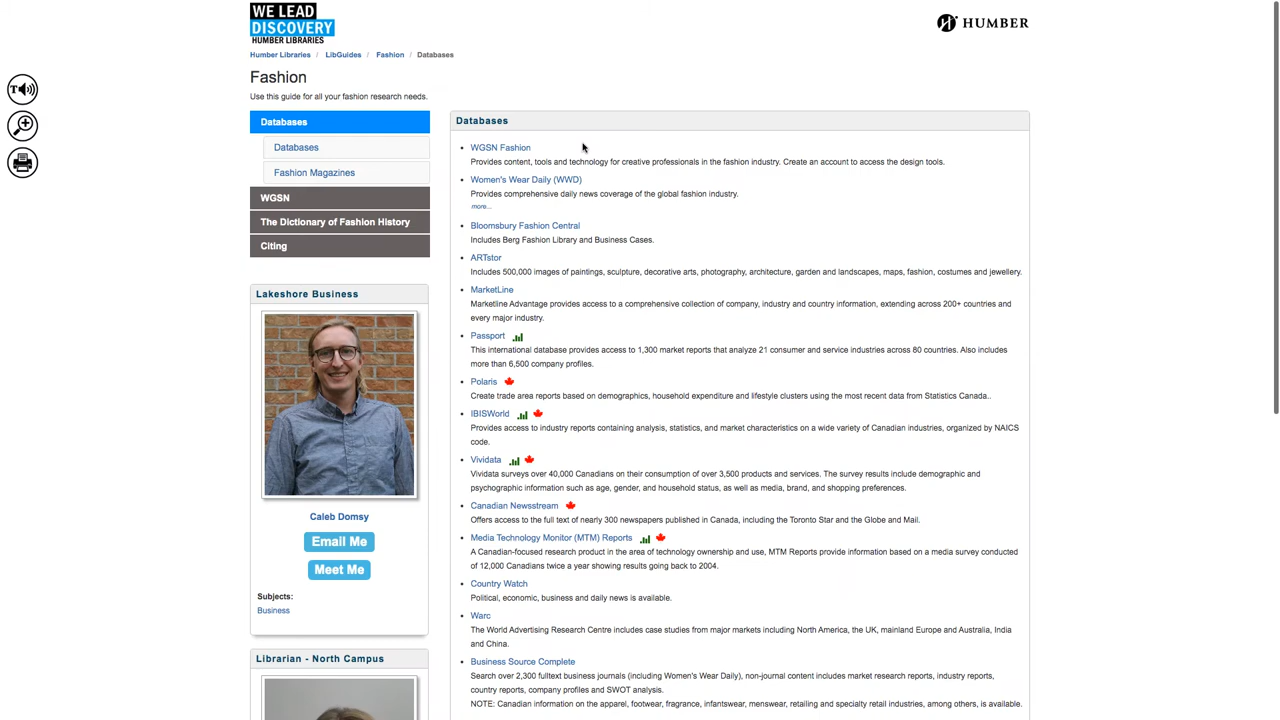 WE LEAD
DISCOVERY
HUMBER LIBRARIES
HUMBER
Humber Libraries / LibGuides / Fashion / Databases
Fashion
Use this guide for all your fashion research needs.
T
Databases
Databases
Fashion Magazines
WGSN
The Dictionary of Fashion History
Citing
Lakeshore Business
Caleb Domsy
Email Me
Meet Me
Subjects:
Business
Librarian - North Campus
Databases
• WGSN Fashion
Provides content, tools and technology for creative professionals in the fashion industry. Create an account to access the design tools.
• Women's Wear Daily (WWD)
Provides comprehensive daily news coverage of the global fashion industry.
more...
• Bloomsbury Fashion Central
Includes Berg Fashion Library and Business Cases.
• ARTstor
Includes 500,000 images of paintings, sculpture, decorative arts, photography, architecture, garden and landscapes, maps, fashion, costumes and jewellery.
• MarketLine
Marketline Advantage provides access to a comprehensive collection of company, industry and country information, extending across 200+ countries and
every major industry.
• Passport
This international database provides access to 1,300 market reports that analyze 21 consumer and service industries across 80 countries. Also includes
more than 6,500 company profiles.
• Polaris
Create trade area reports based on demographics, household expenditure and lifestyle clusters using the most recent data from Statistics Canada..
• IBISWorld
Provides access to industry reports containing analysis, statistics, and market characteristics on a wide variety of Canadian industries, organized by NAICS
code.
• Vividata
Vividata surveys over 40,000 Canadians on their consumption of over 3,500 products and services. The survey results include demographic and
psychographic information such as age, gender, and household status, as well as media, brand, and shopping preferences.
• Canadian Newsstream
Offers access to the full text of nearly 300 newspapers published in Canada, including the Toronto Star and the Globe and Mail.
• Media Technology Monitor (MTM) Reports
A Canadian-focused research product in the area of technology ownership and use, MTM Reports provide information based on a media survey conducted
of 12,000 Canadians twice a year showing results going back to 2004.
• Country Watch
Political, economic, business and daily news is available.
• Warc
The World Advertising Research Centre includes case studies from major markets including North America, the UK, mainland Europe and Australia, India
and China.
• Business Source Complete
Search over 2,300 fulltext business journals (including Women's Wear Daily), non-journal content includes market research reports, industry reports,
country reports, company profiles and SWOT analysis.
NOTE: Canadian information on the apparel, footwear, fragrance, infantswear, menswear, retailing and specialty retail industries, among others, is available.